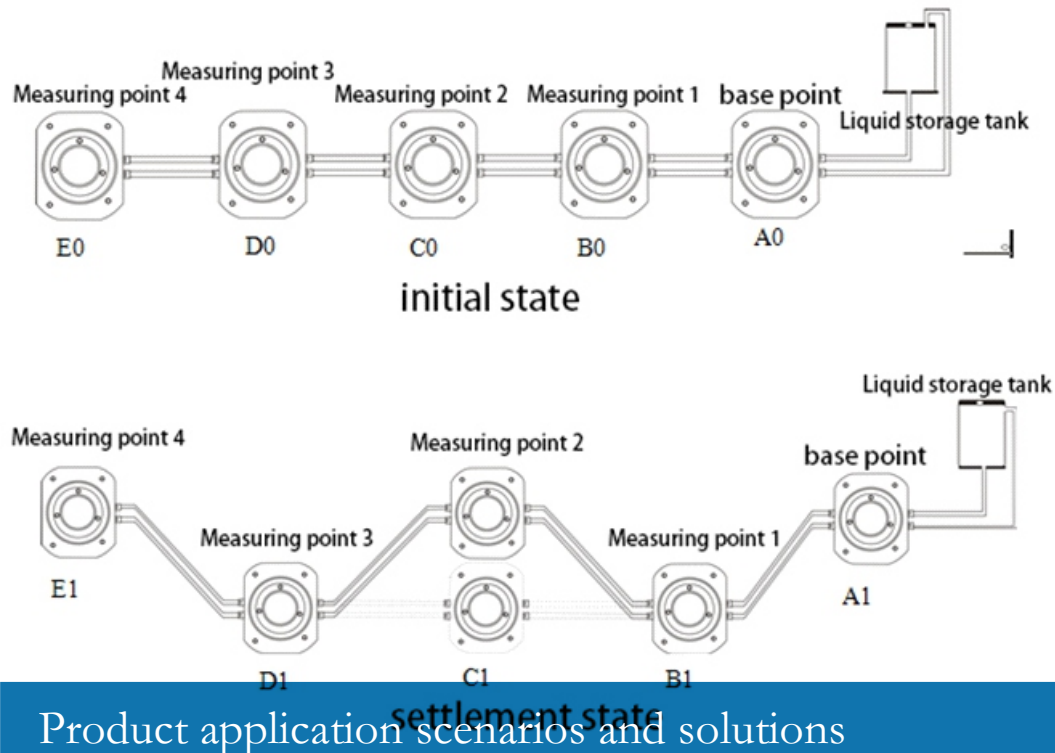 Measuring point 3
Measuring point 4
Measuring point 2
Measuring point 1
base point
Liquid storage tank
E0
D0
C0
B0
A0
initial state
Liquid storage tank
Measuring point 4
Measuring point 2
base point
Measuring point 3
Measuring point 1
E1
A1
D1
C1
B1
settlement state
Product application scenarios and solutions